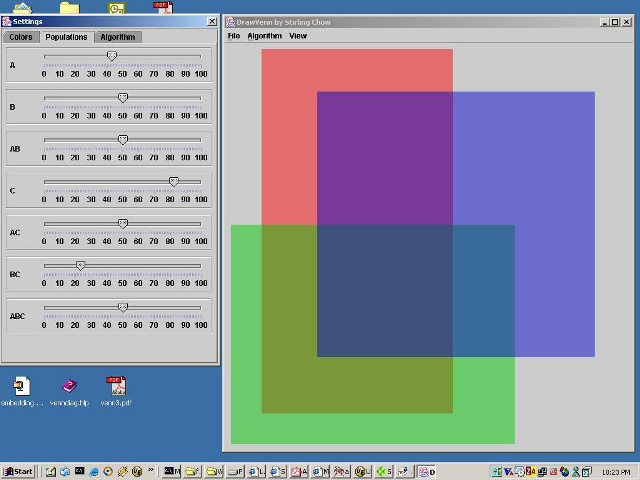 Settings
Colors Populations Algorithm
A
0 10 20 30 40 50 60 70 80 90 100
B
0 10 20 30 40 50 60 70 80 90 100
AB
0 10 20 30 40 50 60 70 80 90 100
C
0 10 20 30 40 50 60 70 80 90 100
AC
0 10 20 30 40 50 60 70 80 90 100
BC
0 10 20 30 40 50 60 70 80 90 100
ABC
0 10 20 30 40 50 60 70 80 90 100
DrawVenn by Stirling Chow
File Algorithm View
embedding... venndiag.hlp venn3.pdf
Start
10:23 PM